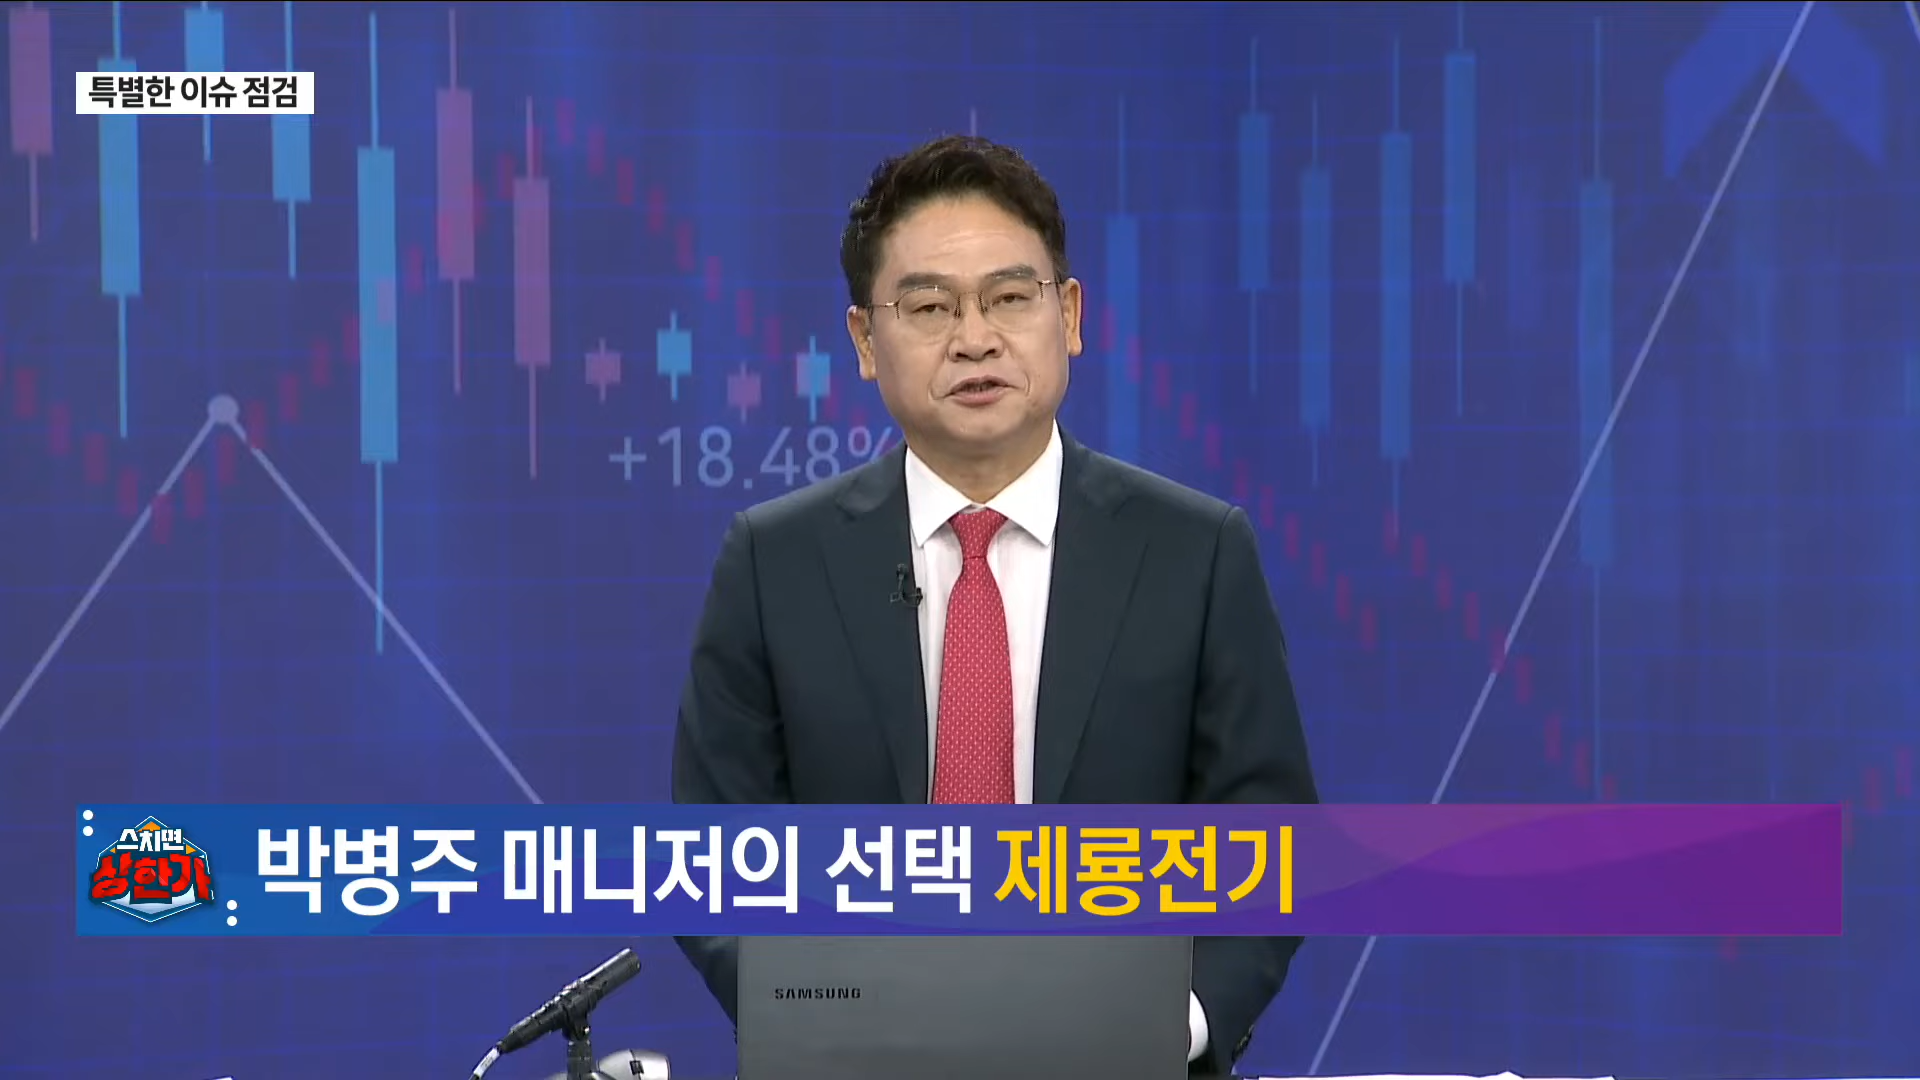 특별한 이슈 점검
+18.48%
스치면
상한가
박병주 매니저의 선택 제룡전기
SAMSUNG